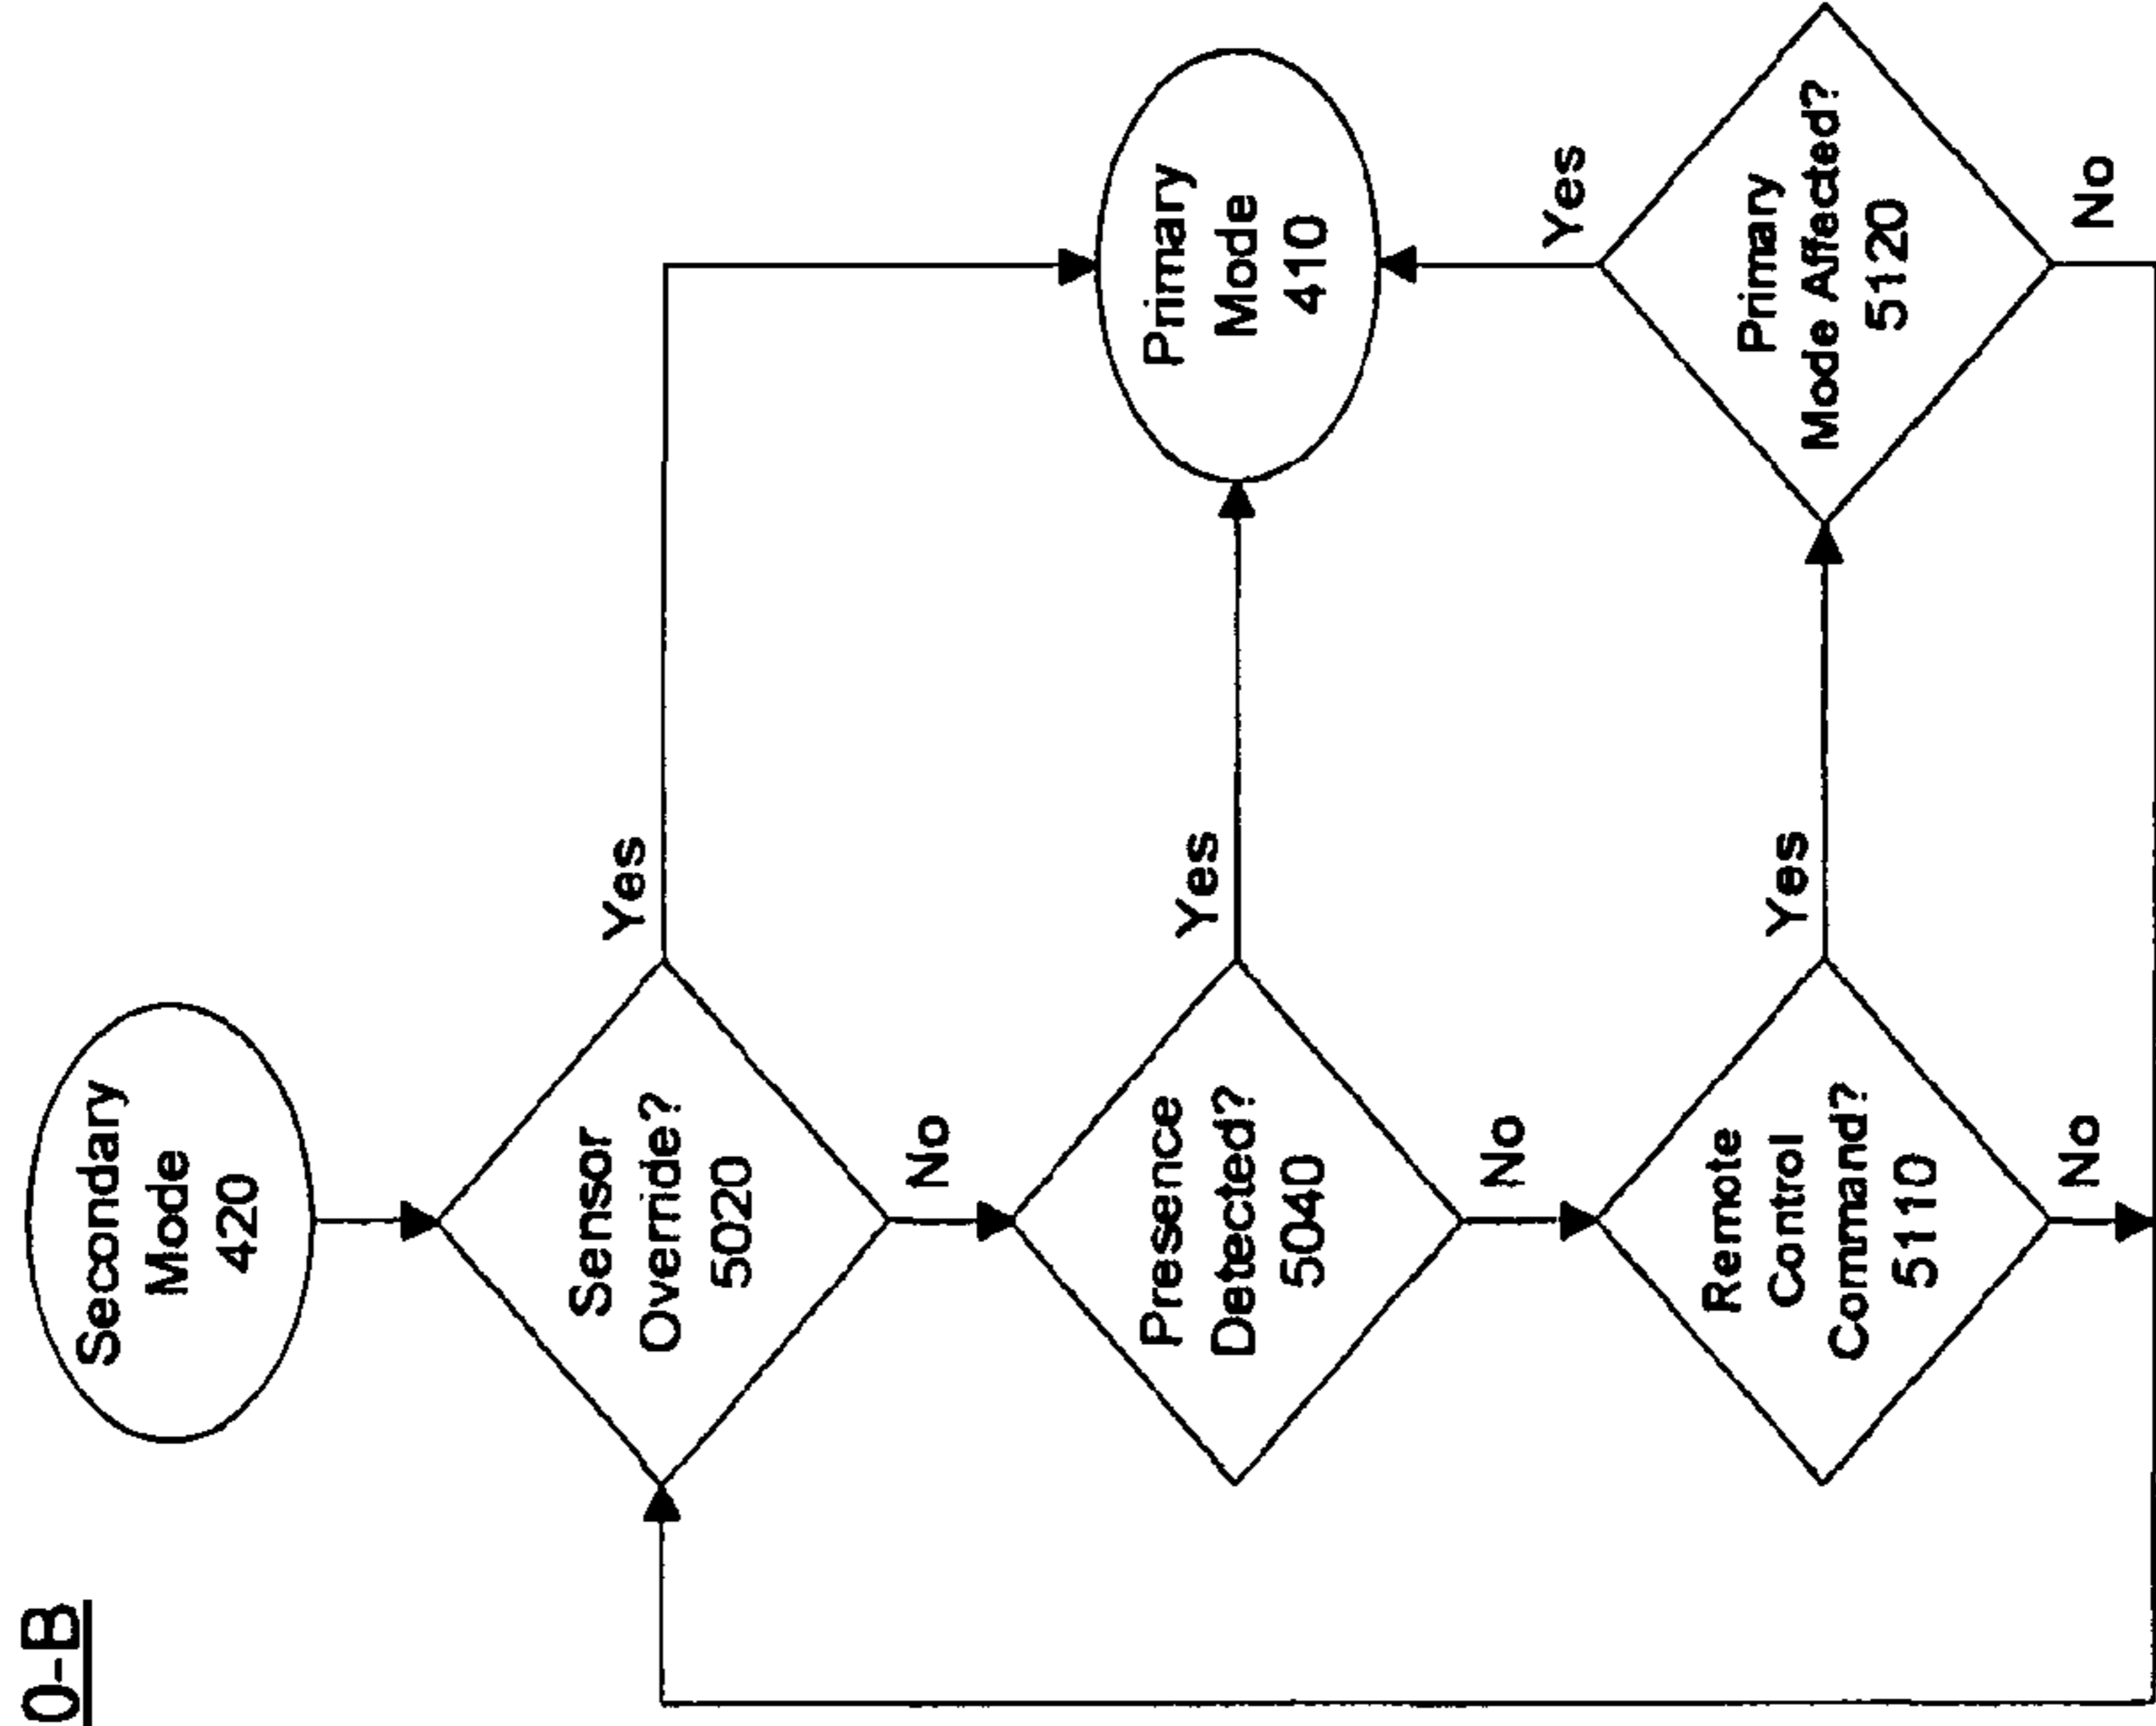 0-B
Secondary
Mode
420
Sensor
Override?
5020
Yes
No
Presence
Detected?
5040
Yes
Primary
Mode
410
No
Remote
Control
Command?
5110
Yes
Primary
Mode Affected?
5120
Yes
No
No